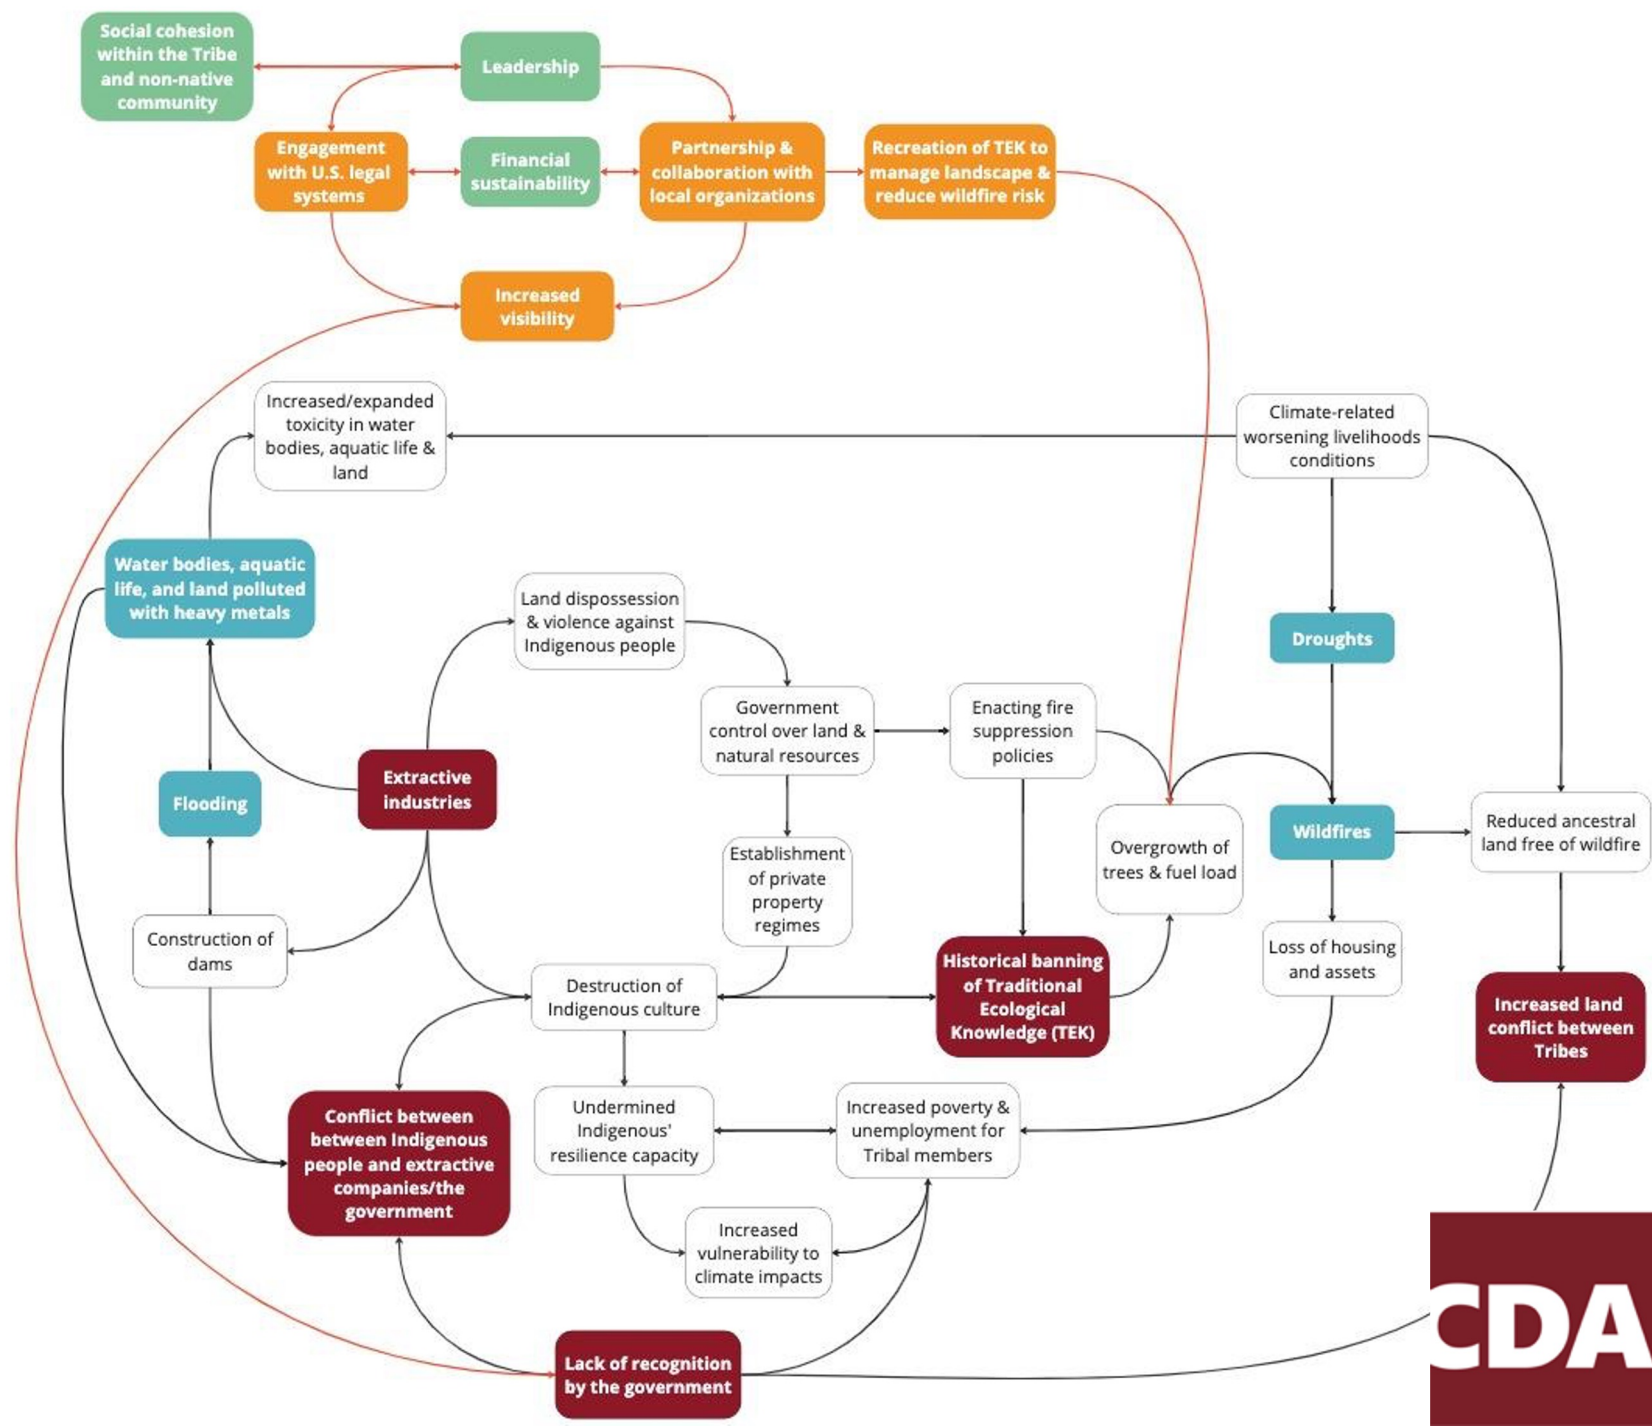 Social cohesion
within the Tribe
and non-native
community
Leadership
Engagement
with U.S. legal
systems
Financial
sustainability
Partnership &
collaboration with
local organizations
Recreation of TEK to
manage landscape &
reduce wildfire risk
Increased
visibility
Increased/expanded
toxicity in water
bodies, aquatic life &
land
Climate-related
worsening livelihoods
conditions
Water bodies, aquatic
life, and land polluted
with heavy metals
Land dispossession
& violence against
Indigenous people
Droughts
Government
control over land &
natural resources
Enacting fire
suppression
policies
Extractive
industries
Flooding
Wildfires
Reduced ancestral
land free of wildfire
Overgrowth of
trees & fuel load
Establishment
of private
property
regimes
Construction of
dams
Loss of housing
and assets
Destruction of
Indigenous culture
Historical banning
of Traditional
Ecological
Knowledge (TEK)
Increased land
conflict between
Tribes
Conflict between
between Indigenous
people and extractive
companies/the
government
Undermined
Indigenous'
resilience capacity
Increased poverty &
unemployment for
Tribal members
Increased
vulnerability to
climate impacts
Lack of recognition
by the government
CDA